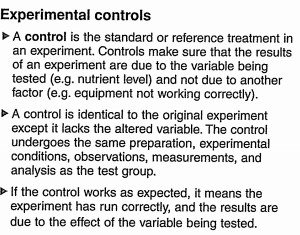 Experimental controls
▶ A control is the standard or reference treatment in
an experiment. Controls make sure that the results
of an experiment are due to the variable being
tested (e.g. nutrient level) and not due to another
factor (e.g. equipment not working correctly).
▶ A control is identical to the original experiment
except it lacks the altered variable. The control
undergoes the same preparation, experimental
conditions, observations, measurements, and
analysis as the test group.
▶ If the control works as expected, it means the
experiment has run correctly, and the results are
due to the effect of the variable being tested.